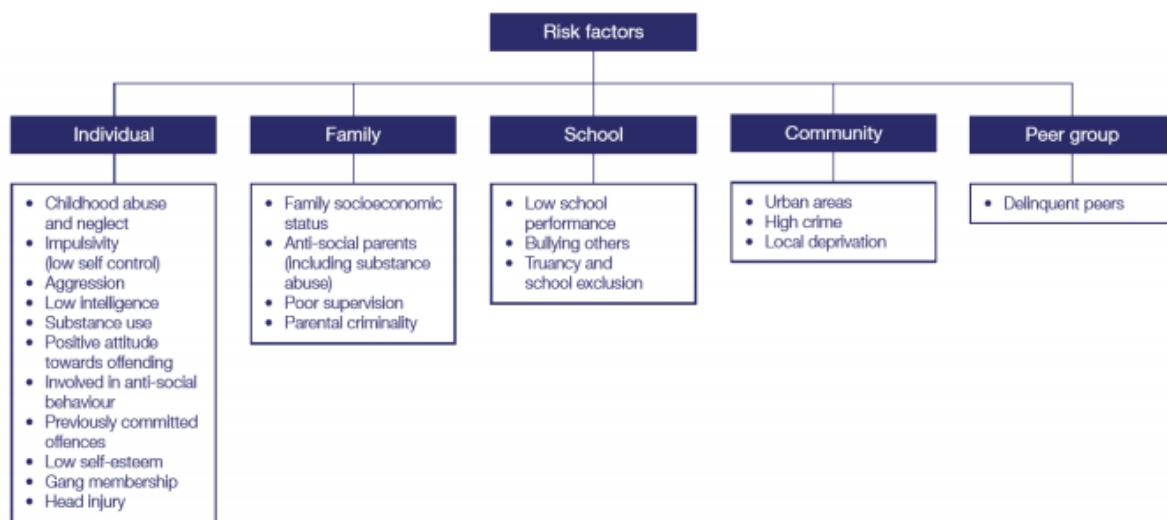 Risk factors
Individual
Family
School
Community
Peer group
• Childhood abuse
and neglect
• Impulsivity
(low self control)
• Aggression
• Low intelligence
• Substance use
• Positive attitude
towards offending
• Involved in anti-social
behaviour
• Previously committed
offences
• Low self-esteem
• Gang membership
• Head injury
• Family socioeconomic
status
• Anti-social parents
(including substance
abuse)
• Poor supervision
• Parental criminality
• Low school
performance
• Bullying others
• Truancy and
school exclusion
• Urban areas
• High crime
• Local deprivation
• Delinquent peers